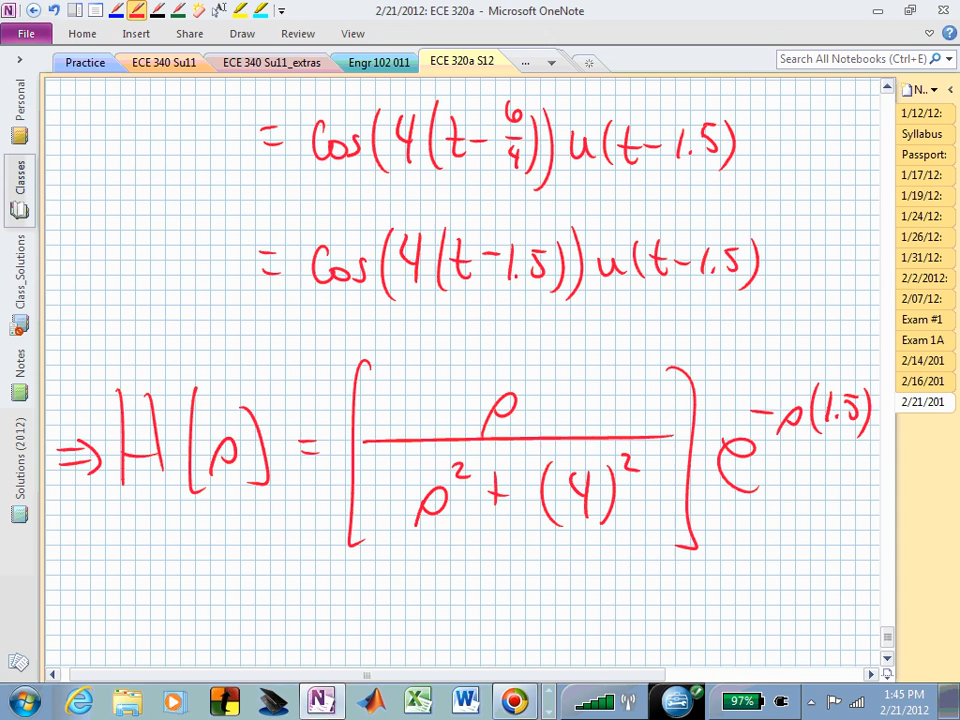 2/21/2012: ECE 320a - Microsoft OneNote
File Home Insert Share Draw Review View
Practice ECE 340 Su11 ECE 340 Su11_extras Engr 102 011 ECE 320a S12 ...
Search All Notebooks (Ctrl+E)
N..
Personal
Classes
Class_Solutions
Notes
Solutions (2012)
1/12/12:
Syllabus
Passport:
1/17/12:
1/19/12:
1/24/12:
1/26/12:
1/31/12:
2/2/2012:
2/07/12:
Exam #1
Exam 1A
2/14/201
2/16/201
2/21/201
= Cos(4(t - 6/4)) u(t - 1.5)
= Cos(4(t - 1.5)) u(t - 1.5)
⇒ H[s] = [s / (s² + (4)²)] e^(-s(1.5))
97%
1:45 PM
2/21/2012